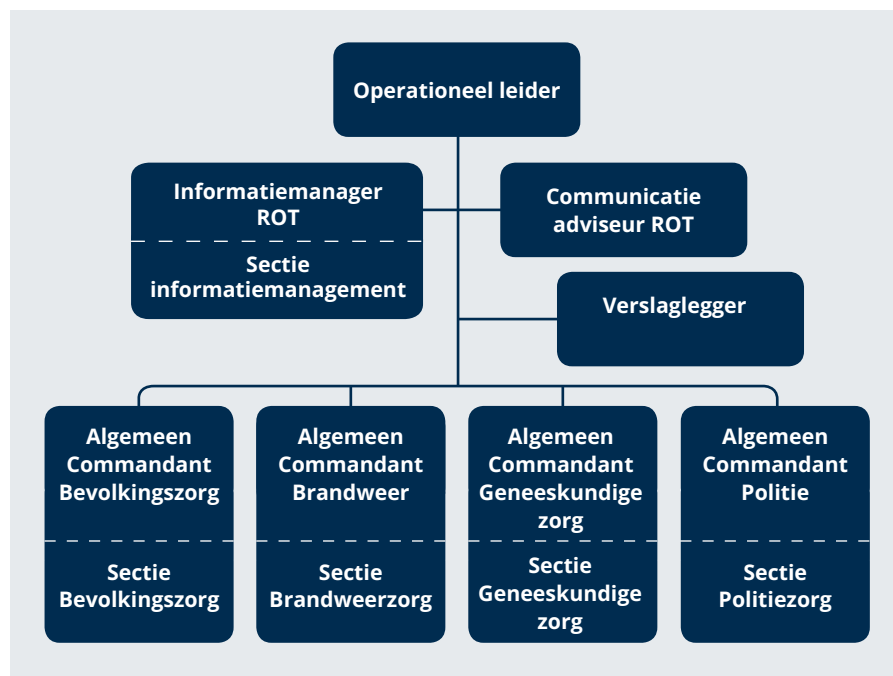 Operationeel leider
Informatiemanager
ROT
Sectie
informatiemanagement
Communicatie
adviseur ROT
Verslaglegger
Algemeen
Commandant
Bevolkingszorg
Sectie
Bevolkingszorg
Algemeen
Commandant
Brandweer
Sectie
Brandweerzorg
Algemeen
Commandant
Geneeskundige
zorg
Sectie
Geneeskundige
zorg
Algemeen
Commandant
Politie
Sectie
Politiezorg